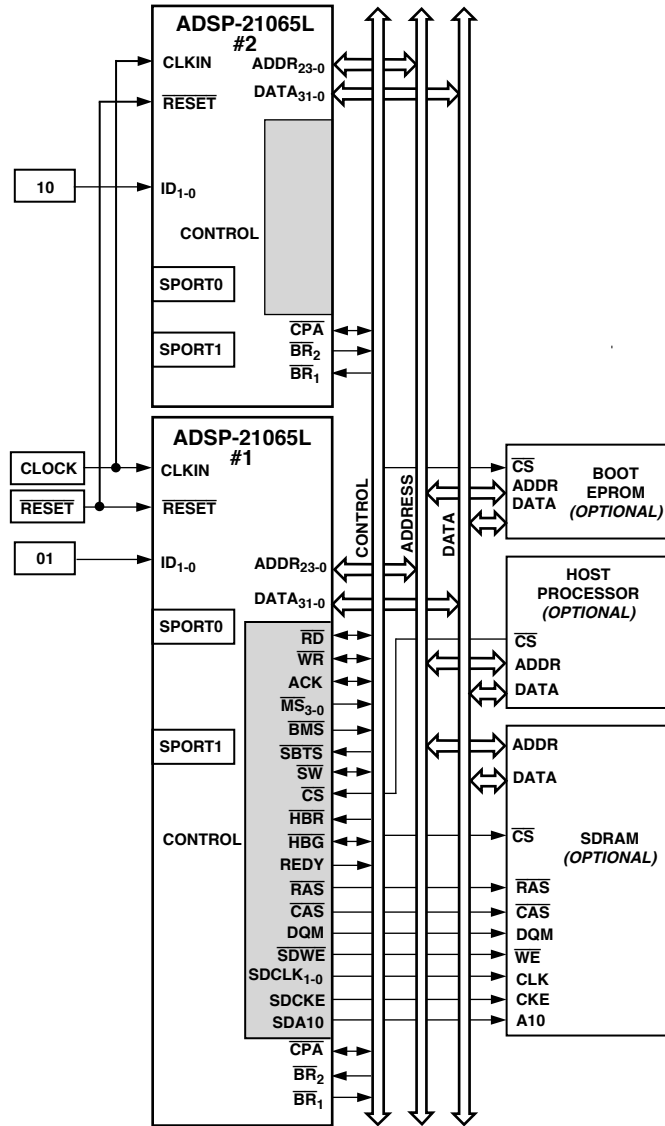 ADSP-21065L
#2
CLKIN
ADDR23-0
DATA31-0
RESET
10
ID1-0
CONTROL
SPORT0
SPORT1
CPA
BR2
BR1
ADSP-21065L
#1
CLOCK
CLKIN
RESET
RESET
01
ID1-0
ADDR23-0
DATA31-0
SPORT0
SPORT1
CONTROL
RD
WR
ACK
MS3-0
BMS
SBTS
SW
CS
HBR
HBG
REDY
RAS
CAS
DQM
SDWE
SDCLK1-0
SDCKE
SDA10
CPA
BR2
BR1
CONTROL
ADDRESS
DATA
CS
ADDR
DATA
BOOT
EPROM
(OPTIONAL)
HOST
PROCESSOR
(OPTIONAL)
CS
ADDR
DATA
ADDR
DATA
CS
SDRAM
(OPTIONAL)
RAS
CAS
DQM
WE
CLK
CKE
A10